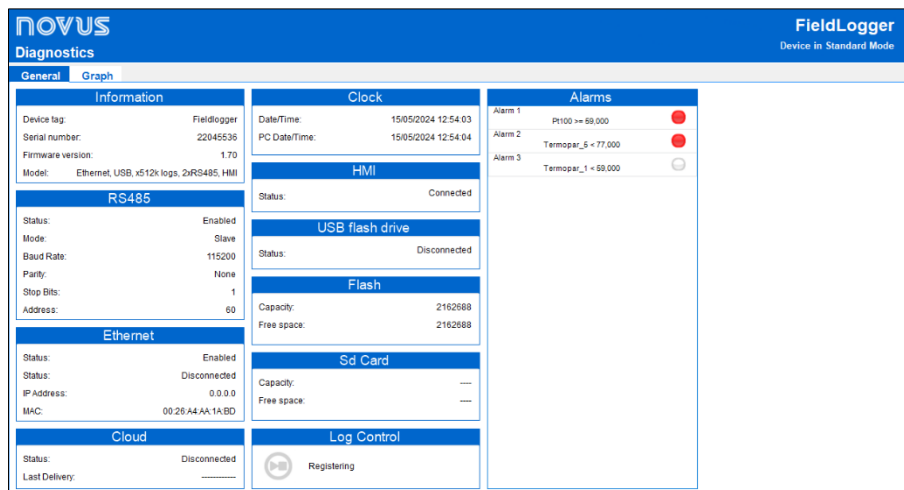 NOVUS
FieldLogger
Diagnostics
Device in Standard Mode
General Graph
Information
Device tag: Fieldlogger
Serial number: 22045536
Firmware version: 1.70
Model: Ethernet, USB, x512k logs, 2xRS485, HMI
RS485
Status: Enabled
Mode: Slave
Baud Rate: 115200
Parity: None
Stop Bits: 1
Address: 60
Ethernet
Status: Enabled
Status: Disconnected
IP Address: 0.0.0.0
MAC: 00:26:A4:AA:1A:BD
Cloud
Status: Disconnected
Last Delivery: ------------
Clock
Date/Time: 15/05/2024 12:54:03
PC Date/Time: 15/05/2024 12:54:04
HMI
Status: Connected
USB flash drive
Status: Disconnected
Flash
Capacity: 2162688
Free space: 2162688
Sd Card
Capacity: ----
Free space: ----
Log Control
Registering
Alarms
Alarm 1
Pt100 >= 59,000
Alarm 2
Termopar_5 < 77,000
Alarm 3
Termopar_1 < 59,000